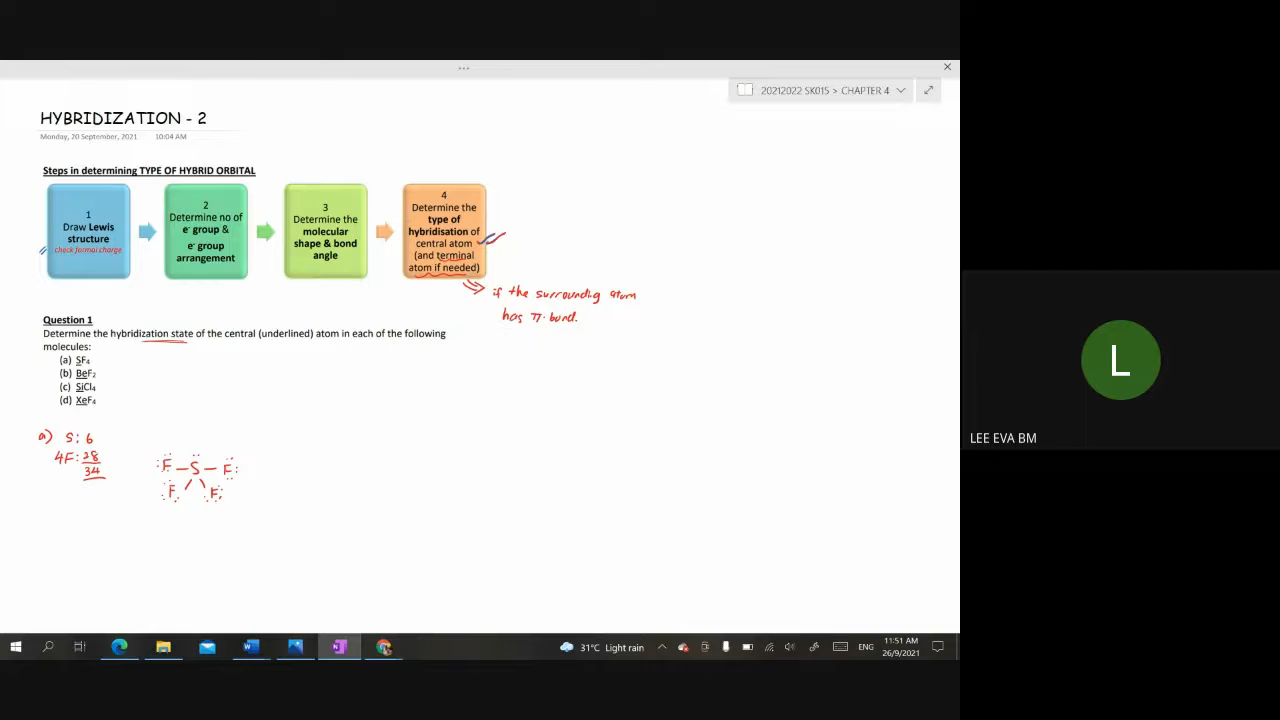 20212022 SK015 > CHAPTER 4
HYBRIDIZATION - 2
Monday, 20 September, 2021 10:04 AM
Steps in determining TYPE OF HYBRID ORBITAL
1
Draw Lewis
structure
check formal charge
2
Determine no of
e⁻ group &
e⁻ group
arrangement
3
Determine the
molecular
shape & bond
angle
4
Determine the
type of
hybridisation of
central atom
(and terminal
atom if needed)
if the surrounding atom
has π-bond.
Question 1
Determine the hybridization state of the central (underlined) atom in each of the following
molecules:
(a) SF₄
(b) BeF₂
(c) SiCl₄
(d) XeF₄
a) S: 6
4F: 28
34
F — S — F
F F
L
LEE EVA BM
31°C Light rain
ENG
11:51 AM
26/9/2021